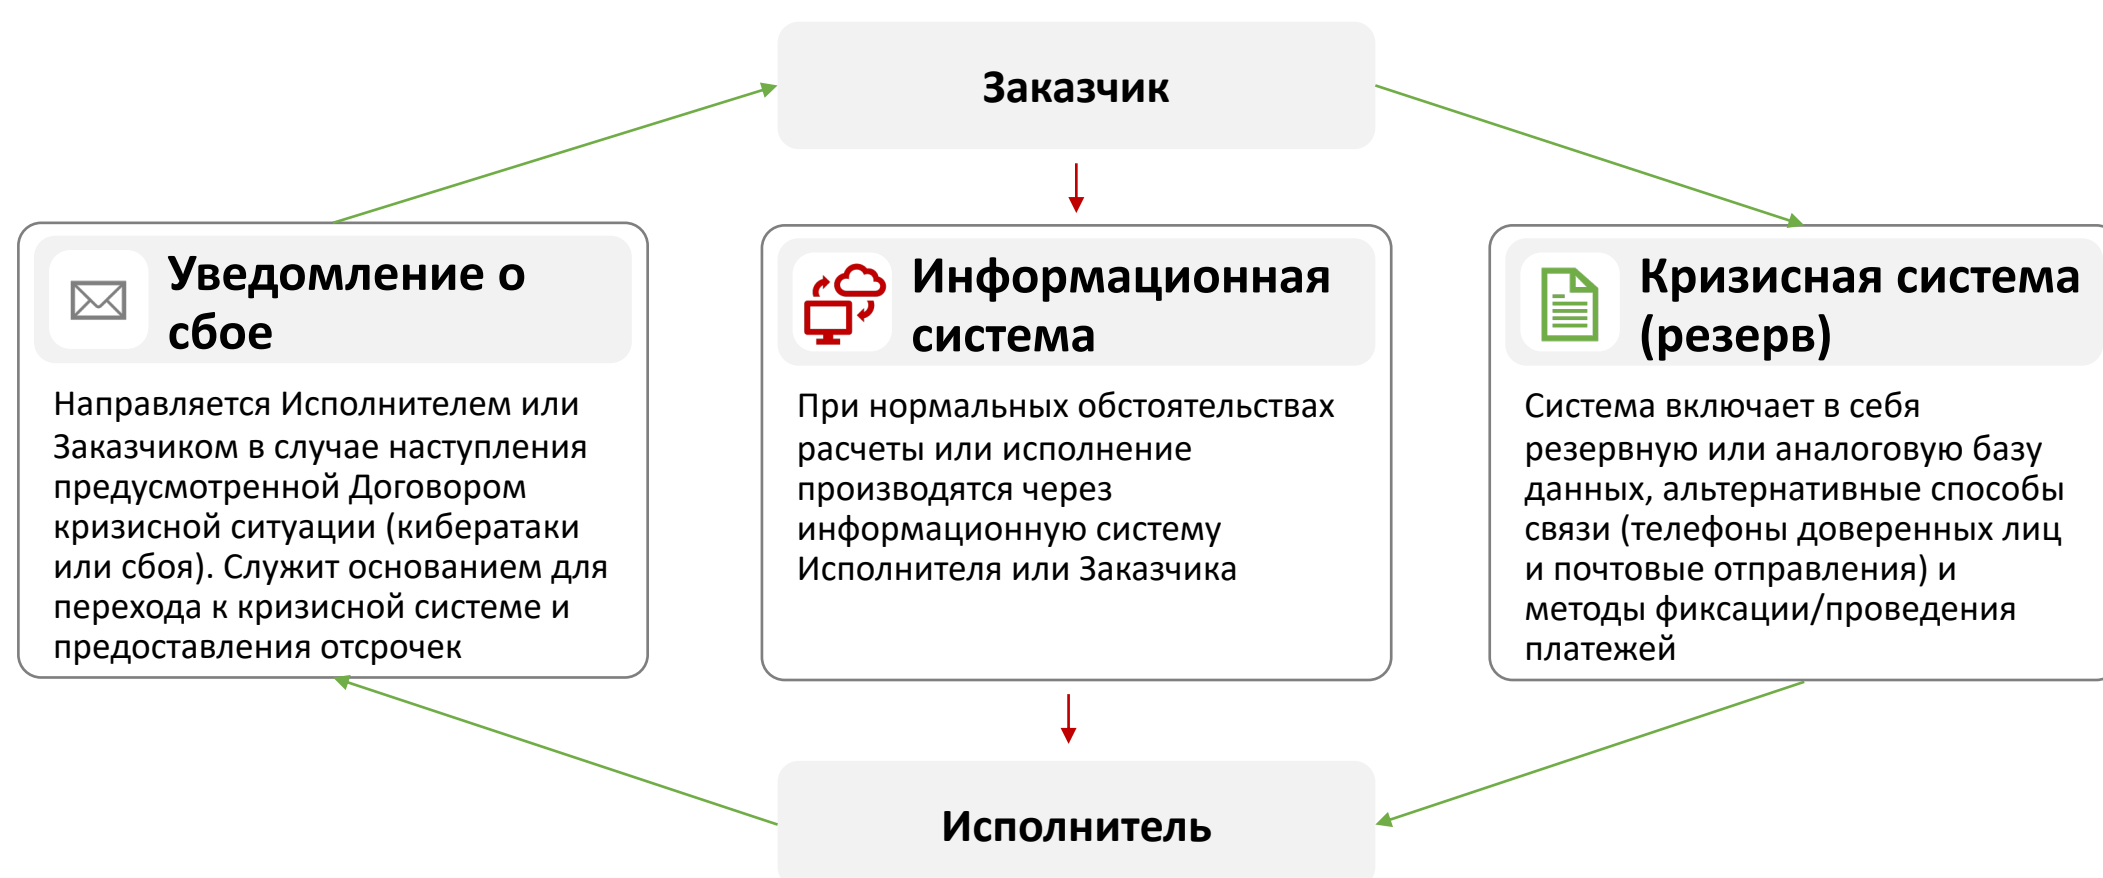 Заказчик
Уведомление о
сбое
Направляется Исполнителем или
Заказчиком в случае наступления
предусмотренной Договором
кризисной ситуации (кибератаки
или сбоя). Служит основанием для
перехода к кризисной системе и
предоставления отсрочек
Информационная
система
При нормальных обстоятельствах
расчеты или исполнение
производятся через
информационную систему
Исполнителя или Заказчика
Кризисная система
(резерв)
Система включает в себя
резервную или аналоговую базу
данных, альтернативные способы
связи (телефоны доверенных лиц
и почтовые отправления) и
методы фиксации/проведения
платежей
Исполнитель